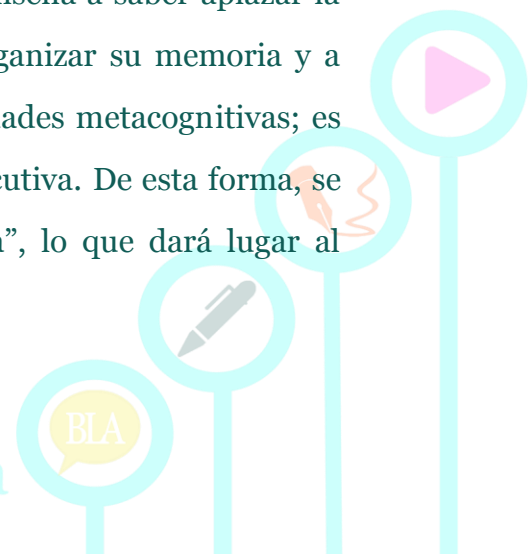 a saber aplazar la
ganizar su memoria y a
ades metacognitivas; es
cutiva. De esta forma, se
”, lo que dará lugar al
BLA